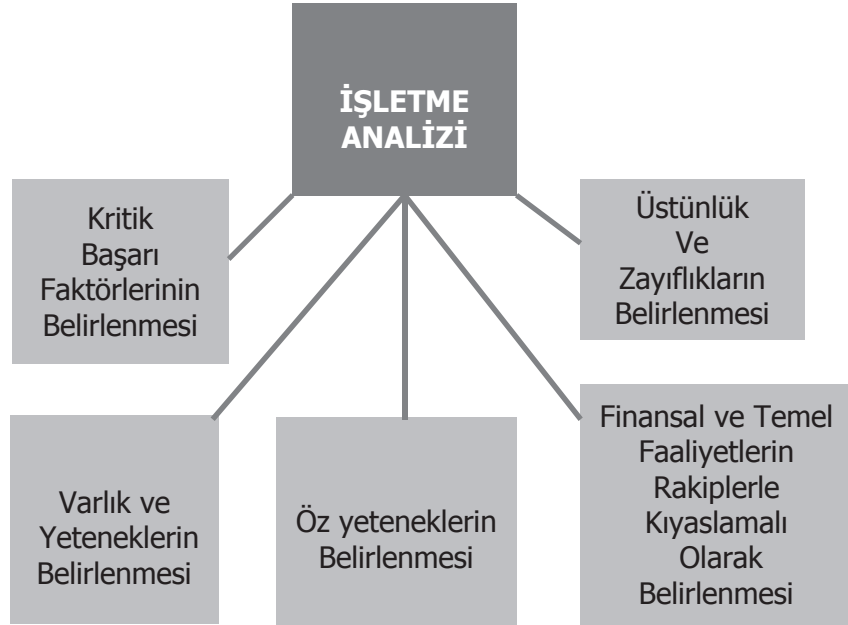 İŞLETME
ANALİZİ
Kritik
Başarı
Faktörlerinin
Belirlenmesi
Üstünlük
Ve
Zayıflıkların
Belirlenmesi
Varlık ve
Yeteneklerin
Belirlenmesi
Öz yeteneklerin
Belirlenmesi
Finansal ve Temel
Faaliyetlerin
Rakiplerle
Kıyaslamalı
Olarak
Belirlenmesi